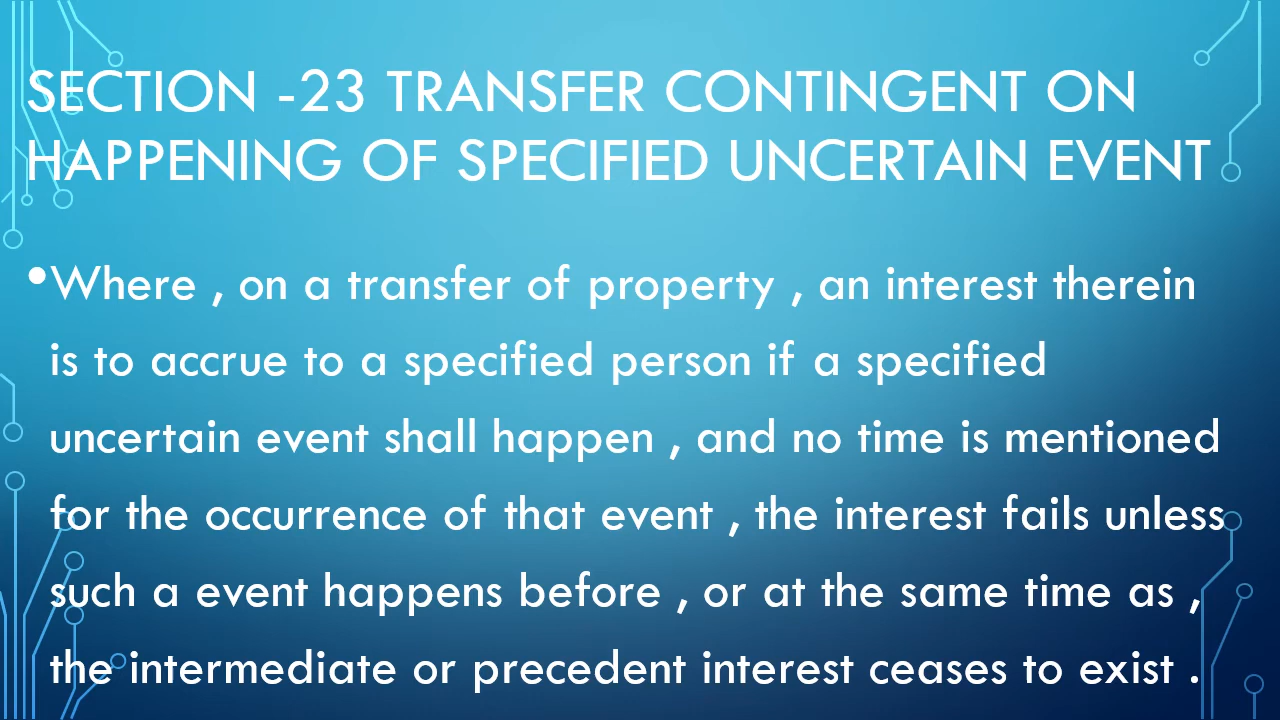 SECTION -23 TRANSFER CONTINGENT ON
HAPPENING OF SPECIFIED UNCERTAIN EVENT
•Where , on a transfer of property , an interest therein
is to accrue to a specified person if a specified
uncertain event shall happen , and no time is mentioned
for the occurrence of that event , the interest fails unless
such a event happens before , or at the same time as ,
the intermediate or precedent interest ceases to exist .